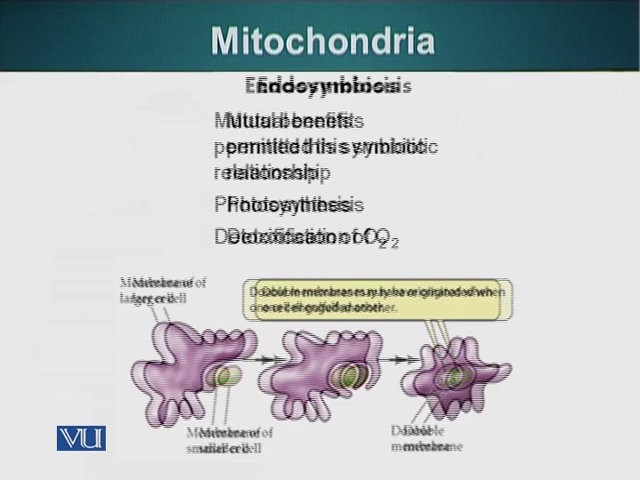 Mitochondria
Endosymbiosis
Mutual benefits
permitted this symbiotic
relationship
Photosynthesis
Detoxification of O2
Membrane of
larger cell
Double membranes may have originated when
one cell engulfed another.
Membrane of
smaller cell
Double
membrane
VU